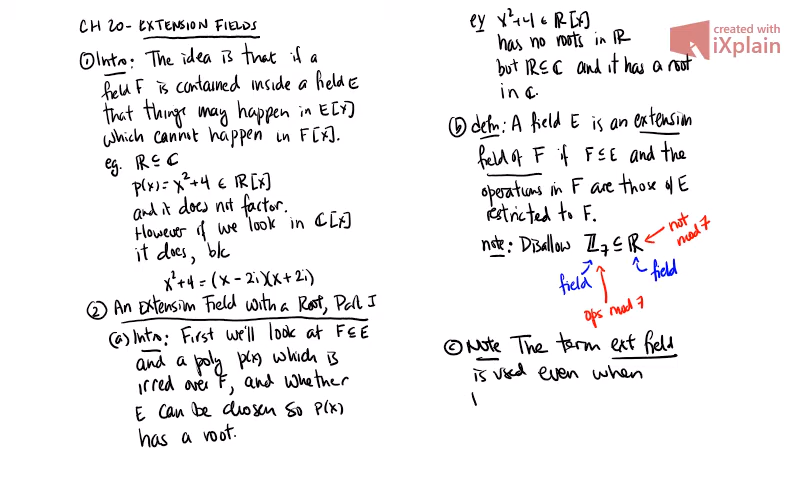 CH 20 - EXTENSION FIELDS
① Intro: The idea is that if a
field F is contained inside a field E
that things may happen in E[x]
which cannot happen in F[x].
eg. ℝ ⊆ ℂ
p(x) = x²+4 ∈ ℝ[x]
and it does not factor.
However if we look in ℂ[x]
it does, b/c
x²+4 = (x - 2i)(x + 2i)
② An Extension Field with a Root, Part I
(a) Intro: First we'll look at F ⊆ E
and a poly p(x) which is
irred over F, and whether
E can be chosen so p(x)
has a root.
ex x²+4 ∈ ℝ[x]
has no roots in ℝ
but ℝ ⊆ ℂ and it has a root
in ℂ.
(b) defn: A field E is an extension
field of F if F ⊆ E and the
operations in F are those of E
restricted to F.
note: Disallow ℤ₇ ⊆ ℝ ← not mod 7
field
field
ops mod 7
(c) Note The term ext field
is used even when
created with
iXplain